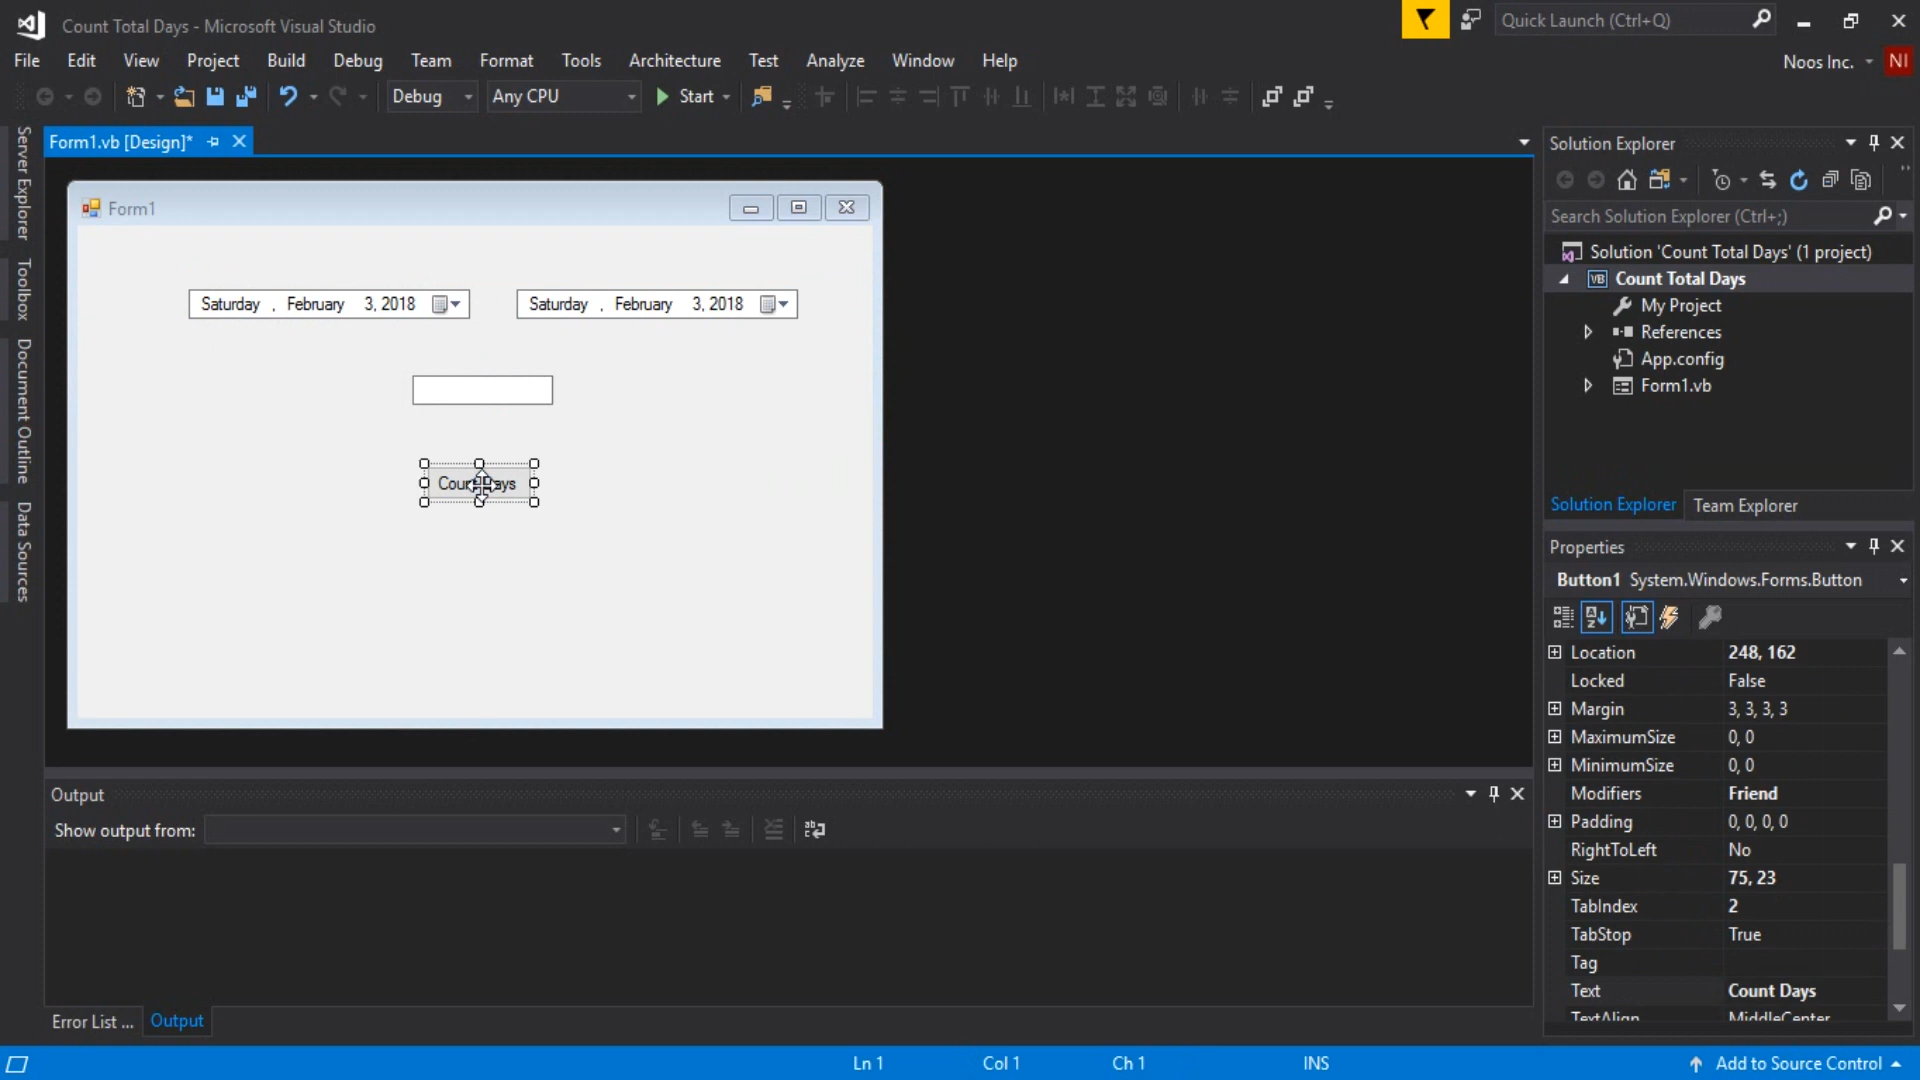 Count Total Days - Microsoft Visual Studio
Quick Launch (Ctrl+Q)
File Edit View Project Build Debug Team Format Tools Architecture Test Analyze Window Help
Noos Inc. NI
Debug Any CPU Start
Form1.vb [Design]*
Server Explorer
Toolbox
Document Outline
Data Sources
Form1
Saturday , February 3, 2018
Saturday , February 3, 2018
Output
Show output from:
Error List ... Output
Solution Explorer
Search Solution Explorer (Ctrl+;)
Solution 'Count Total Days' (1 project)
VB Count Total Days
My Project
References
App.config
Form1.vb
Solution Explorer Team Explorer
Properties
Button1 System.Windows.Forms.Button
Location 248, 162
Locked False
Margin 3, 3, 3, 3
MaximumSize 0, 0
MinimumSize 0, 0
Modifiers Friend
Padding 0, 0, 0, 0
RightToLeft No
Size 75, 23
TabIndex 2
TabStop True
Tag
Text Count Days
TextAlign MiddleCenter
Ln 1 Col 1 Ch 1 INS Add to Source Control